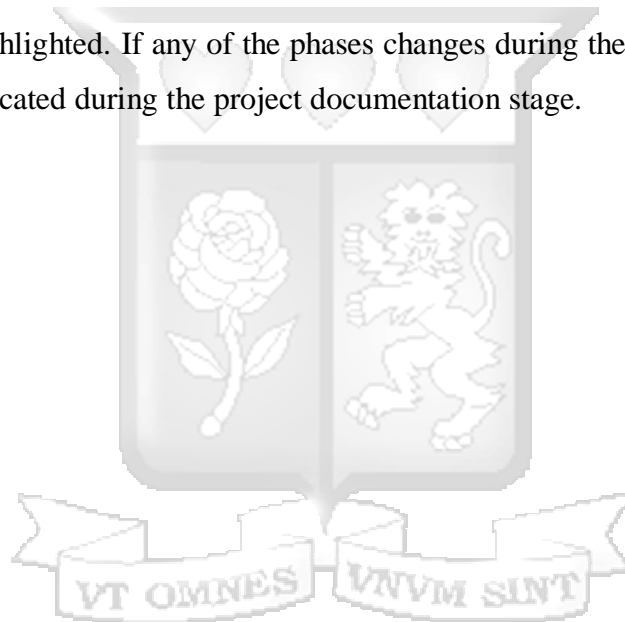 hlighted. If any of the phases changes during the
cated during the project documentation stage.
VT OMNES VNVM SINT